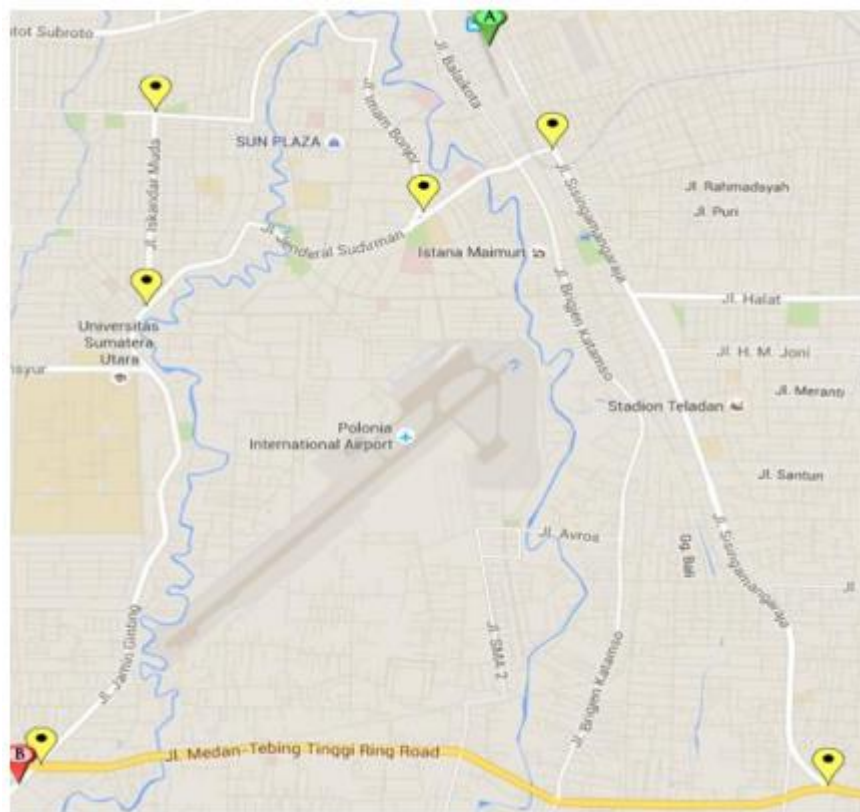 tot Subroto
A
Jl. Balaikota
Jl. Imam Bonjol
SUN PLAZA
Jl. Iskandar Muda
Jl. Sisingamangaraja
Jl. Rahmadsyah
Jl. Puri
Jl. Jenderal Sudirman
Istana Maimun
Jl. Halat
Universitas
Sumatera
Utara
nsyur
Jl. Brigjen Katamso
Jl. H. M. Joni
Jl. Meranti
Stadion Teladan
Polonia
International Airport
Jl. Santun
Jl. Avros
Gg. Bali
Jl. Sisingamangaraja
Jl.
Jl. Jamin Ginting
Jl. SMA 2
Jl. Brigjen Katamso
B
Jl. Medan-Tebing Tinggi Ring Road